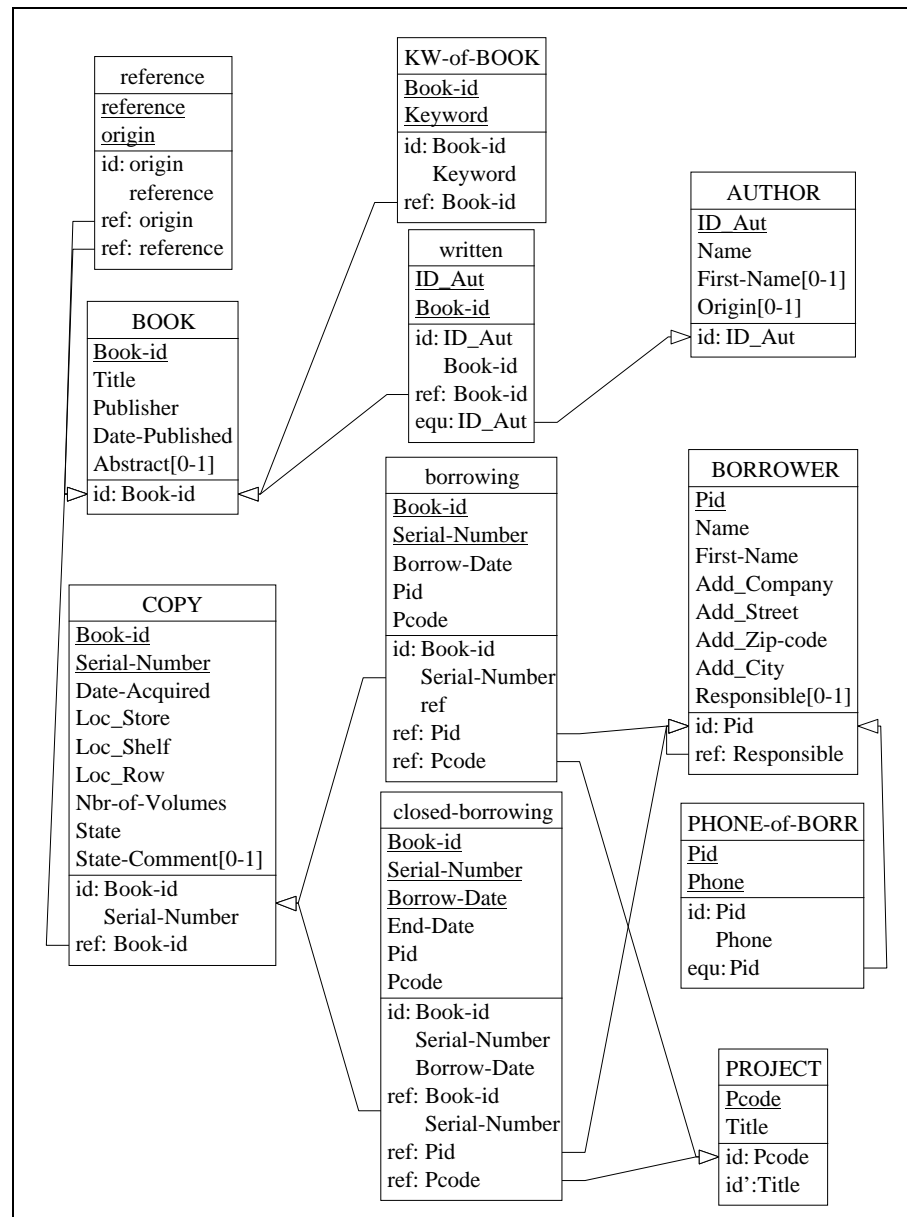 reference
reference
origin
id: origin
reference
ref: origin
ref: reference
KW-of-BOOK
Book-id
Keyword
id: Book-id
Keyword
ref: Book-id
AUTHOR
ID_Aut
Name
First-Name[0-1]
Origin[0-1]
id: ID_Aut
written
ID_Aut
Book-id
id: ID_Aut
Book-id
ref: Book-id
equ: ID_Aut
BOOK
Book-id
Title
Publisher
Date-Published
Abstract[0-1]
id: Book-id
borrowing
Book-id
Serial-Number
Borrow-Date
Pid
Pcode
id: Book-id
Serial-Number
ref
ref: Pid
ref: Pcode
BORROWER
Pid
Name
First-Name
Add_Company
Add_Street
Add_Zip-code
Add_City
Responsible[0-1]
id: Pid
ref: Responsible
COPY
Book-id
Serial-Number
Date-Acquired
Loc_Store
Loc_Shelf
Loc_Row
Nbr-of-Volumes
State
State-Comment[0-1]
id: Book-id
Serial-Number
ref: Book-id
closed-borrowing
Book-id
Serial-Number
Borrow-Date
End-Date
Pid
Pcode
id: Book-id
Serial-Number
Borrow-Date
ref: Book-id
Serial-Number
ref: Pid
ref: Pcode
PHONE-of-BORR
Pid
Phone
id: Pid
Phone
equ: Pid
PROJECT
Pcode
Title
id: Pcode
id':Title